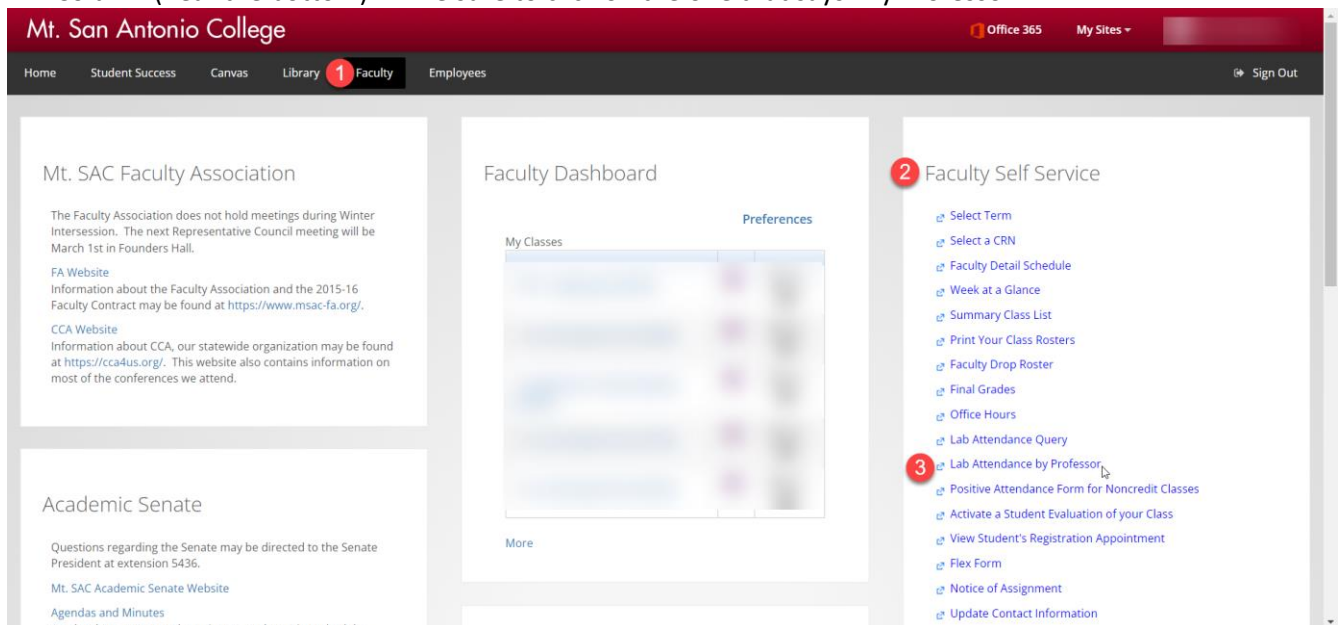 Mt. San Antonio College
Office 365 My Sites
Home Student Success Canvas Library 1 Faculty Employees Sign Out
Mt. SAC Faculty Association
The Faculty Association does not hold meetings during Winter
Intersession. The next Representative Council meeting will be
March 1st in Founders Hall.
FA Website
Information about the Faculty Association and the 2015-16
Faculty Contract may be found at https://www.msac-fa.org/.
CCA Website
Information about CCA, our statewide organization may be found
at https://cca4us.org/. This website also contains information on
most of the conferences we attend.
Academic Senate
Questions regarding the Senate may be directed to the Senate
President at extension 5436.
Mt. SAC Academic Senate Website
Agendas and Minutes
Faculty Dashboard
Preferences
My Classes
More
2 Faculty Self Service
Select Term
Select a CRN
Faculty Detail Schedule
Week at a Glance
Summary Class List
Print Your Class Rosters
Faculty Drop Roster
Final Grades
Office Hours
Lab Attendance Query
3 Lab Attendance by Professor
Positive Attendance Form for Noncredit Classes
Activate a Student Evaluation of your Class
View Student's Registration Appointment
Flex Form
Notice of Assignment
Update Contact Information